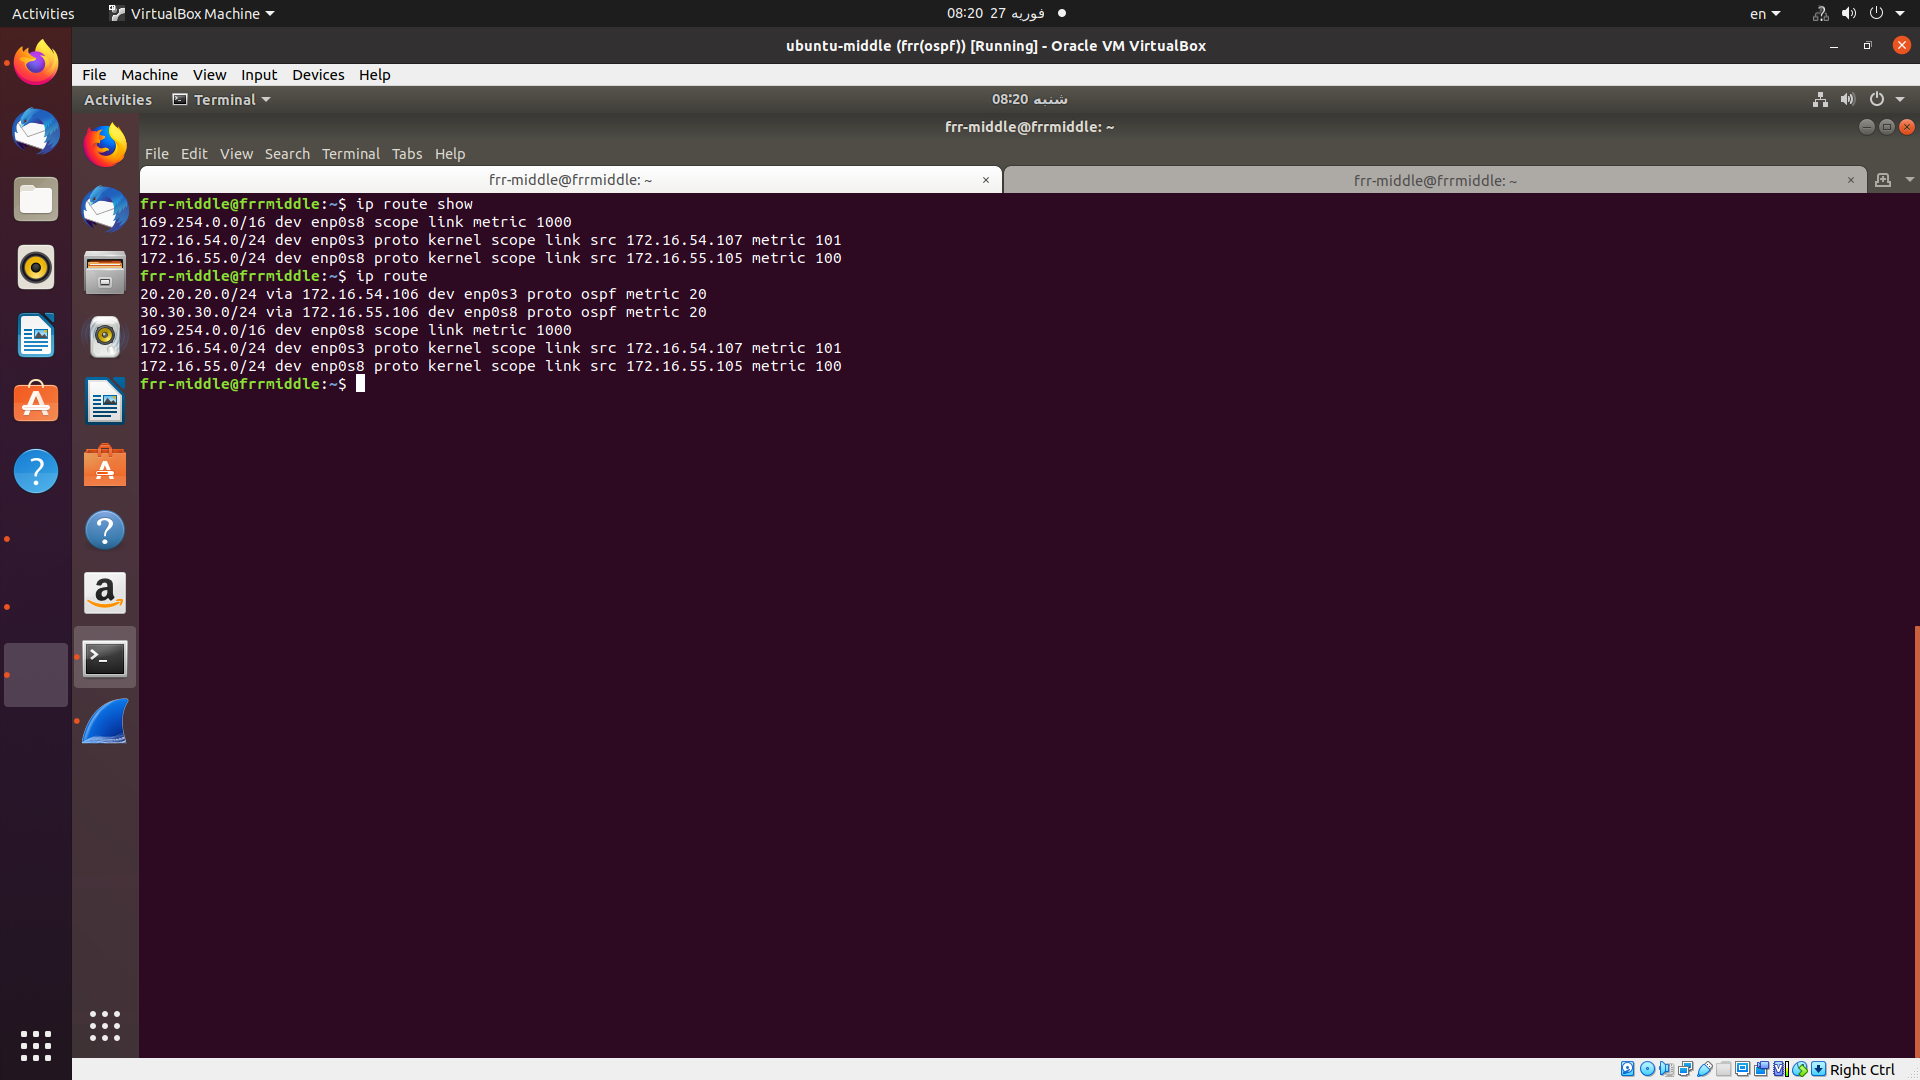 Activities VirtualBox Machine 08:20 27 فوریه en
ubuntu-middle (frr(ospf)) [Running] - Oracle VM VirtualBox
File Machine View Input Devices Help
Activities Terminal 08:20 شنبه
frr-middle@frrmiddle: ~
File Edit View Search Terminal Tabs Help
frr-middle@frrmiddle: ~ × frr-middle@frrmiddle: ~ ×
frr-middle@frrmiddle:~$ ip route show
169.254.0.0/16 dev enp0s8 scope link metric 1000
172.16.54.0/24 dev enp0s3 proto kernel scope link src 172.16.54.107 metric 101
172.16.55.0/24 dev enp0s8 proto kernel scope link src 172.16.55.105 metric 100
frr-middle@frrmiddle:~$ ip route
20.20.20.0/24 via 172.16.54.106 dev enp0s3 proto ospf metric 20
30.30.30.0/24 via 172.16.55.106 dev enp0s8 proto ospf metric 20
169.254.0.0/16 dev enp0s8 scope link metric 1000
172.16.54.0/24 dev enp0s3 proto kernel scope link src 172.16.54.107 metric 101
172.16.55.0/24 dev enp0s8 proto kernel scope link src 172.16.55.105 metric 100
frr-middle@frrmiddle:~$
Right Ctrl